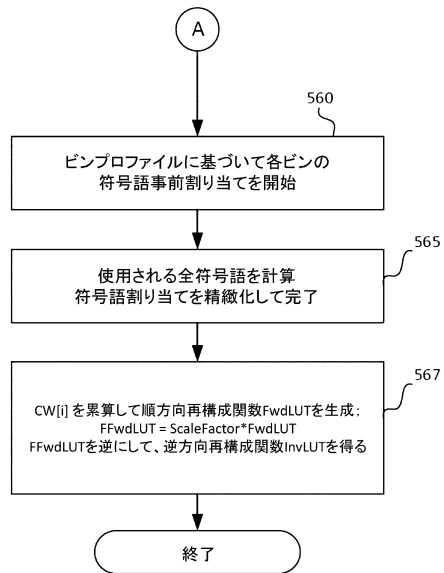 A
560
ビンプロファイルに基づいて各ビンの
符号語事前割り当てを開始
565
使用される全符号語を計算
符号語割り当てを精緻化して完了
567
CW[i] を累算して順方向再構成関数FwdLUTを生成;
FFwdLUT = ScaleFactor*FwdLUT
FFwdLUTを逆にして、逆方向再構成関数InvLUTを得る
終了